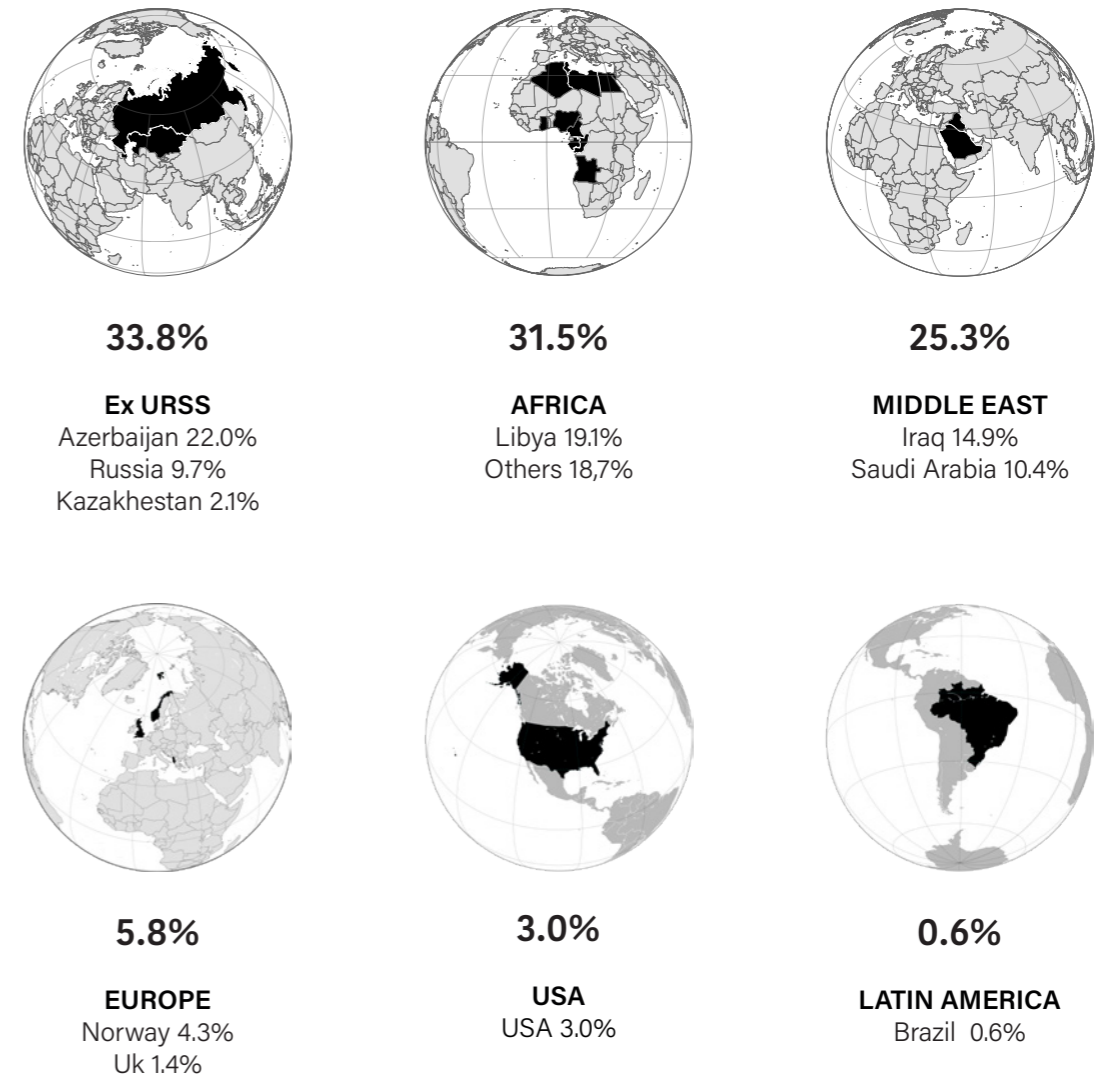 33.8%
Ex URSS
Azerbaijan 22.0%
Russia 9.7%
Kazakhestan 2.1%
31.5%
AFRICA
Libya 19.1%
Others 18,7%
25.3%
MIDDLE EAST
Iraq 14.9%
Saudi Arabia 10.4%
5.8%
EUROPE
Norway 4.3%
Uk 1.4%
3.0%
USA
USA 3.0%
0.6%
LATIN AMERICA
Brazil 0.6%